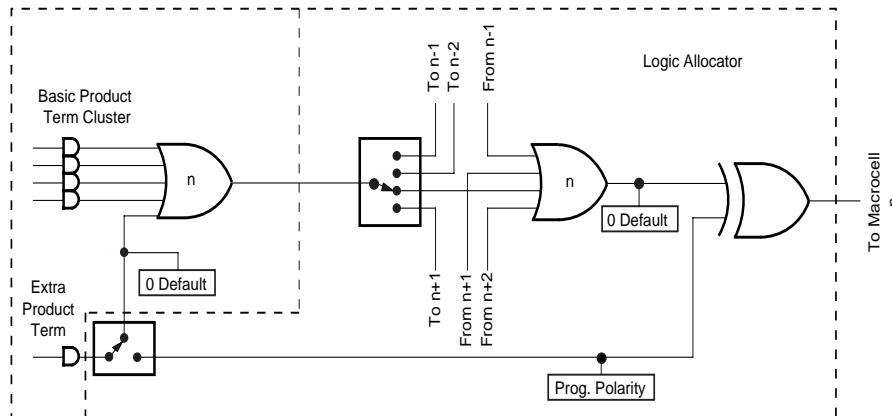 To n-1
To n-2
From n-1
Logic Allocator
Basic Product
Term Cluster
n
n
0 Default
To Macrocell
n
0 Default
To n+1
From n+1
From n+2
Extra
Product
Term
Prog. Polarity